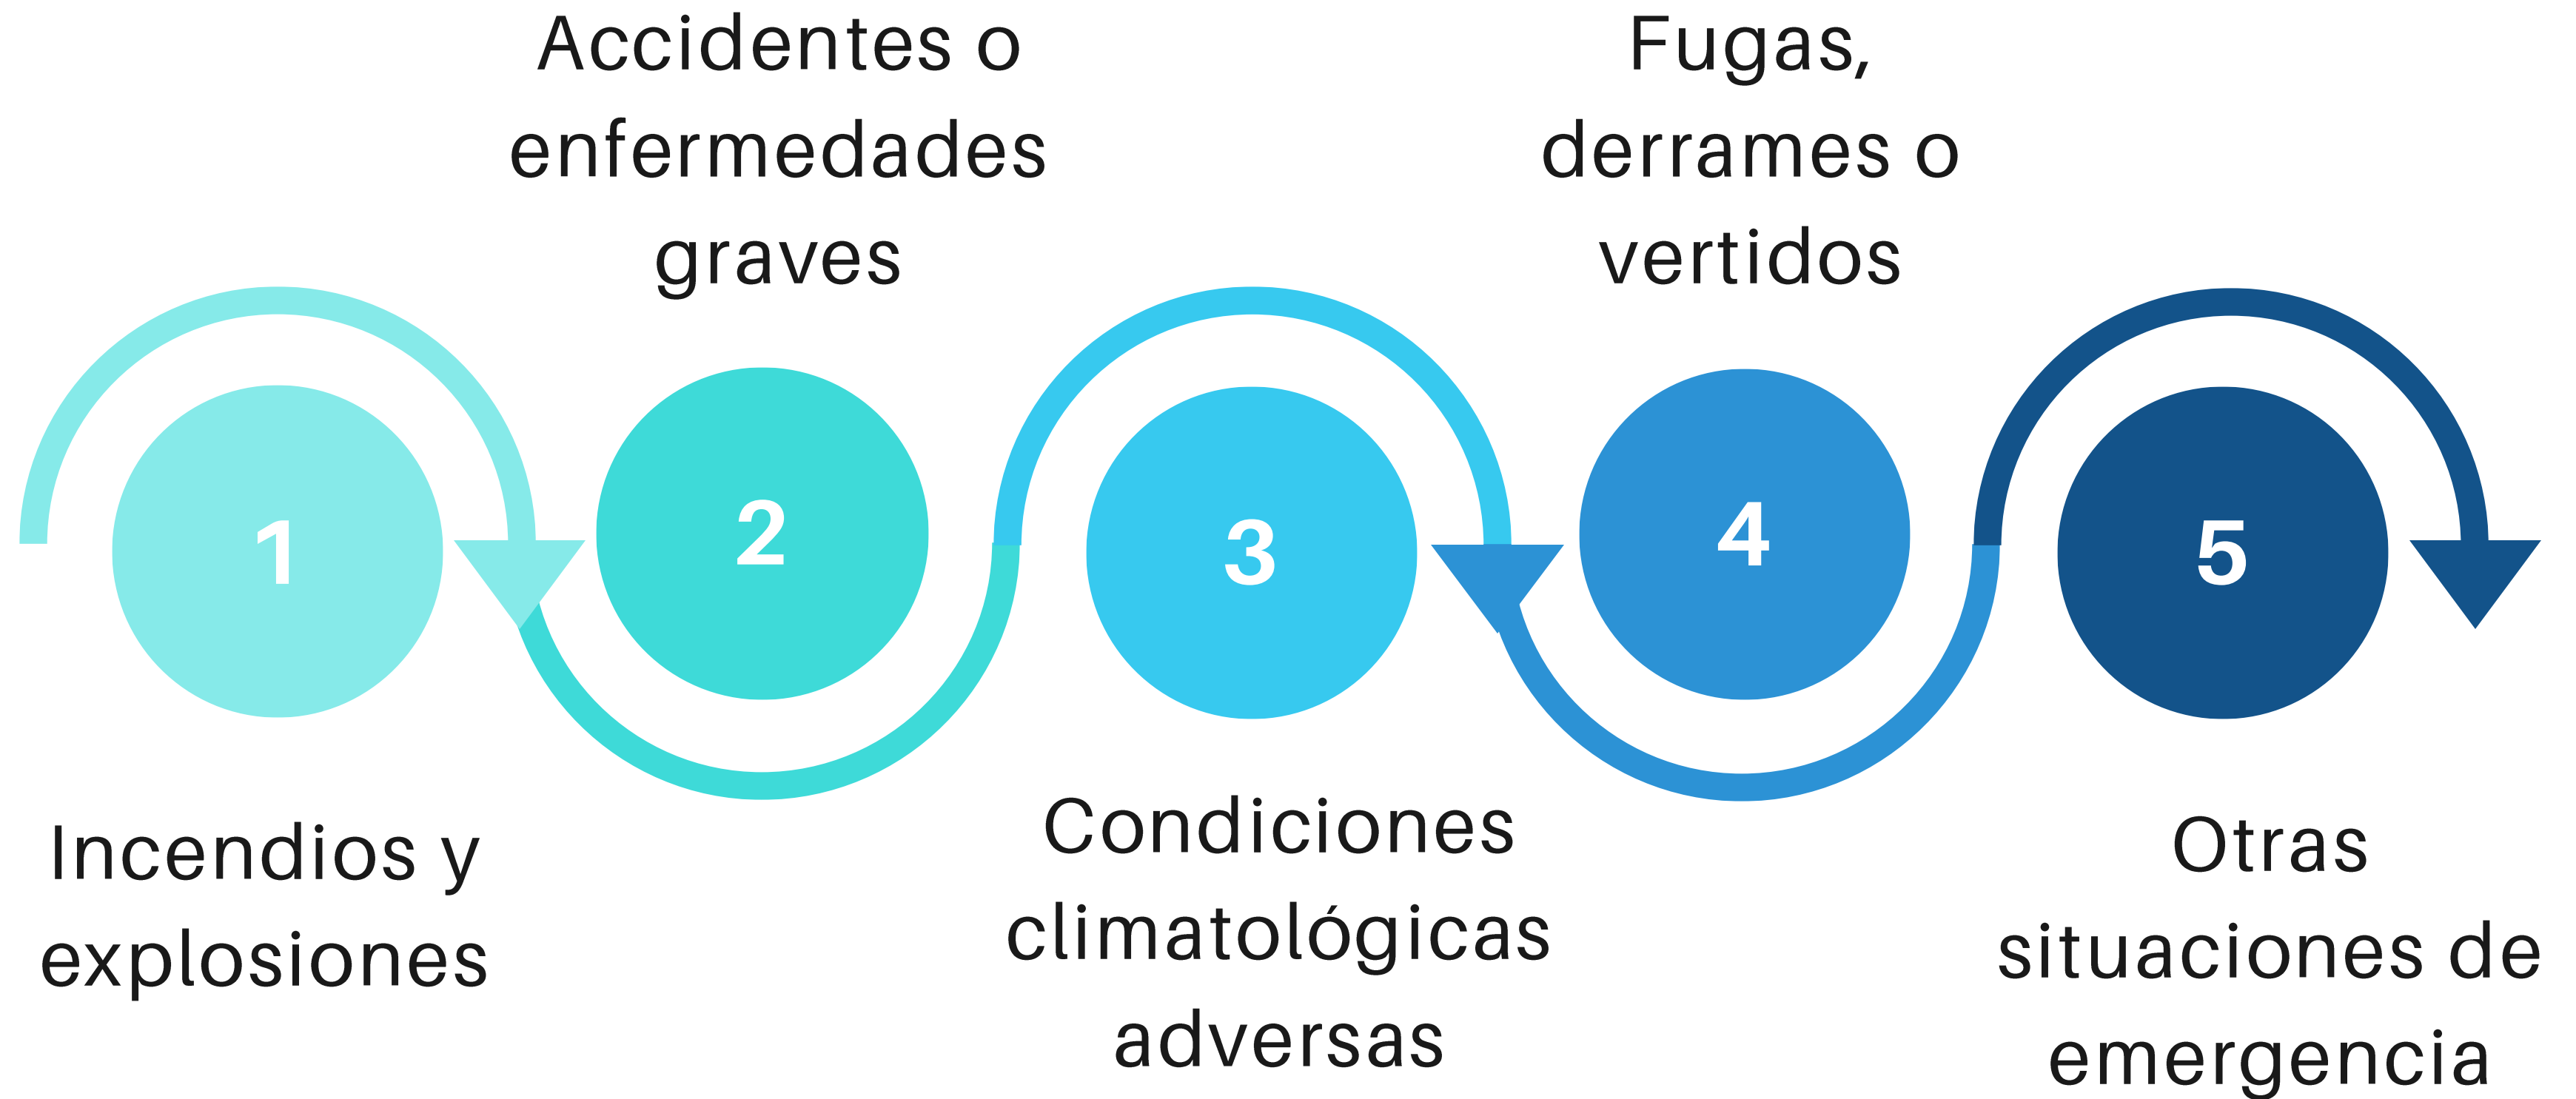 1
Incendios y
explosiones
Accidentes o
enfermedades
graves
2
3
Condiciones
climatológicas
adversas
Fugas,
derrames o
vertidos
4
5
Otras
situaciones de
emergencia